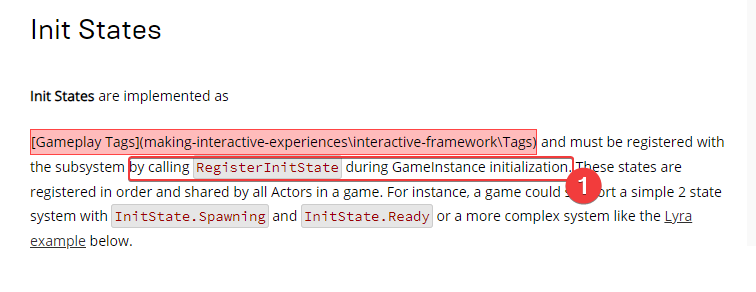 Init States
Init States are implemented as
[Gameplay Tags](making-interactive-experiences\interactive-framework\Tags) and must be registered with
the subsystem by calling RegisterInitState during GameInstance initialization. These states are
1
registered in order and shared by all Actors in a game. For instance, a game could a simple 2 state
system with InitState.Spawning and InitState.Ready or a more complex system like the Lyra
example below.